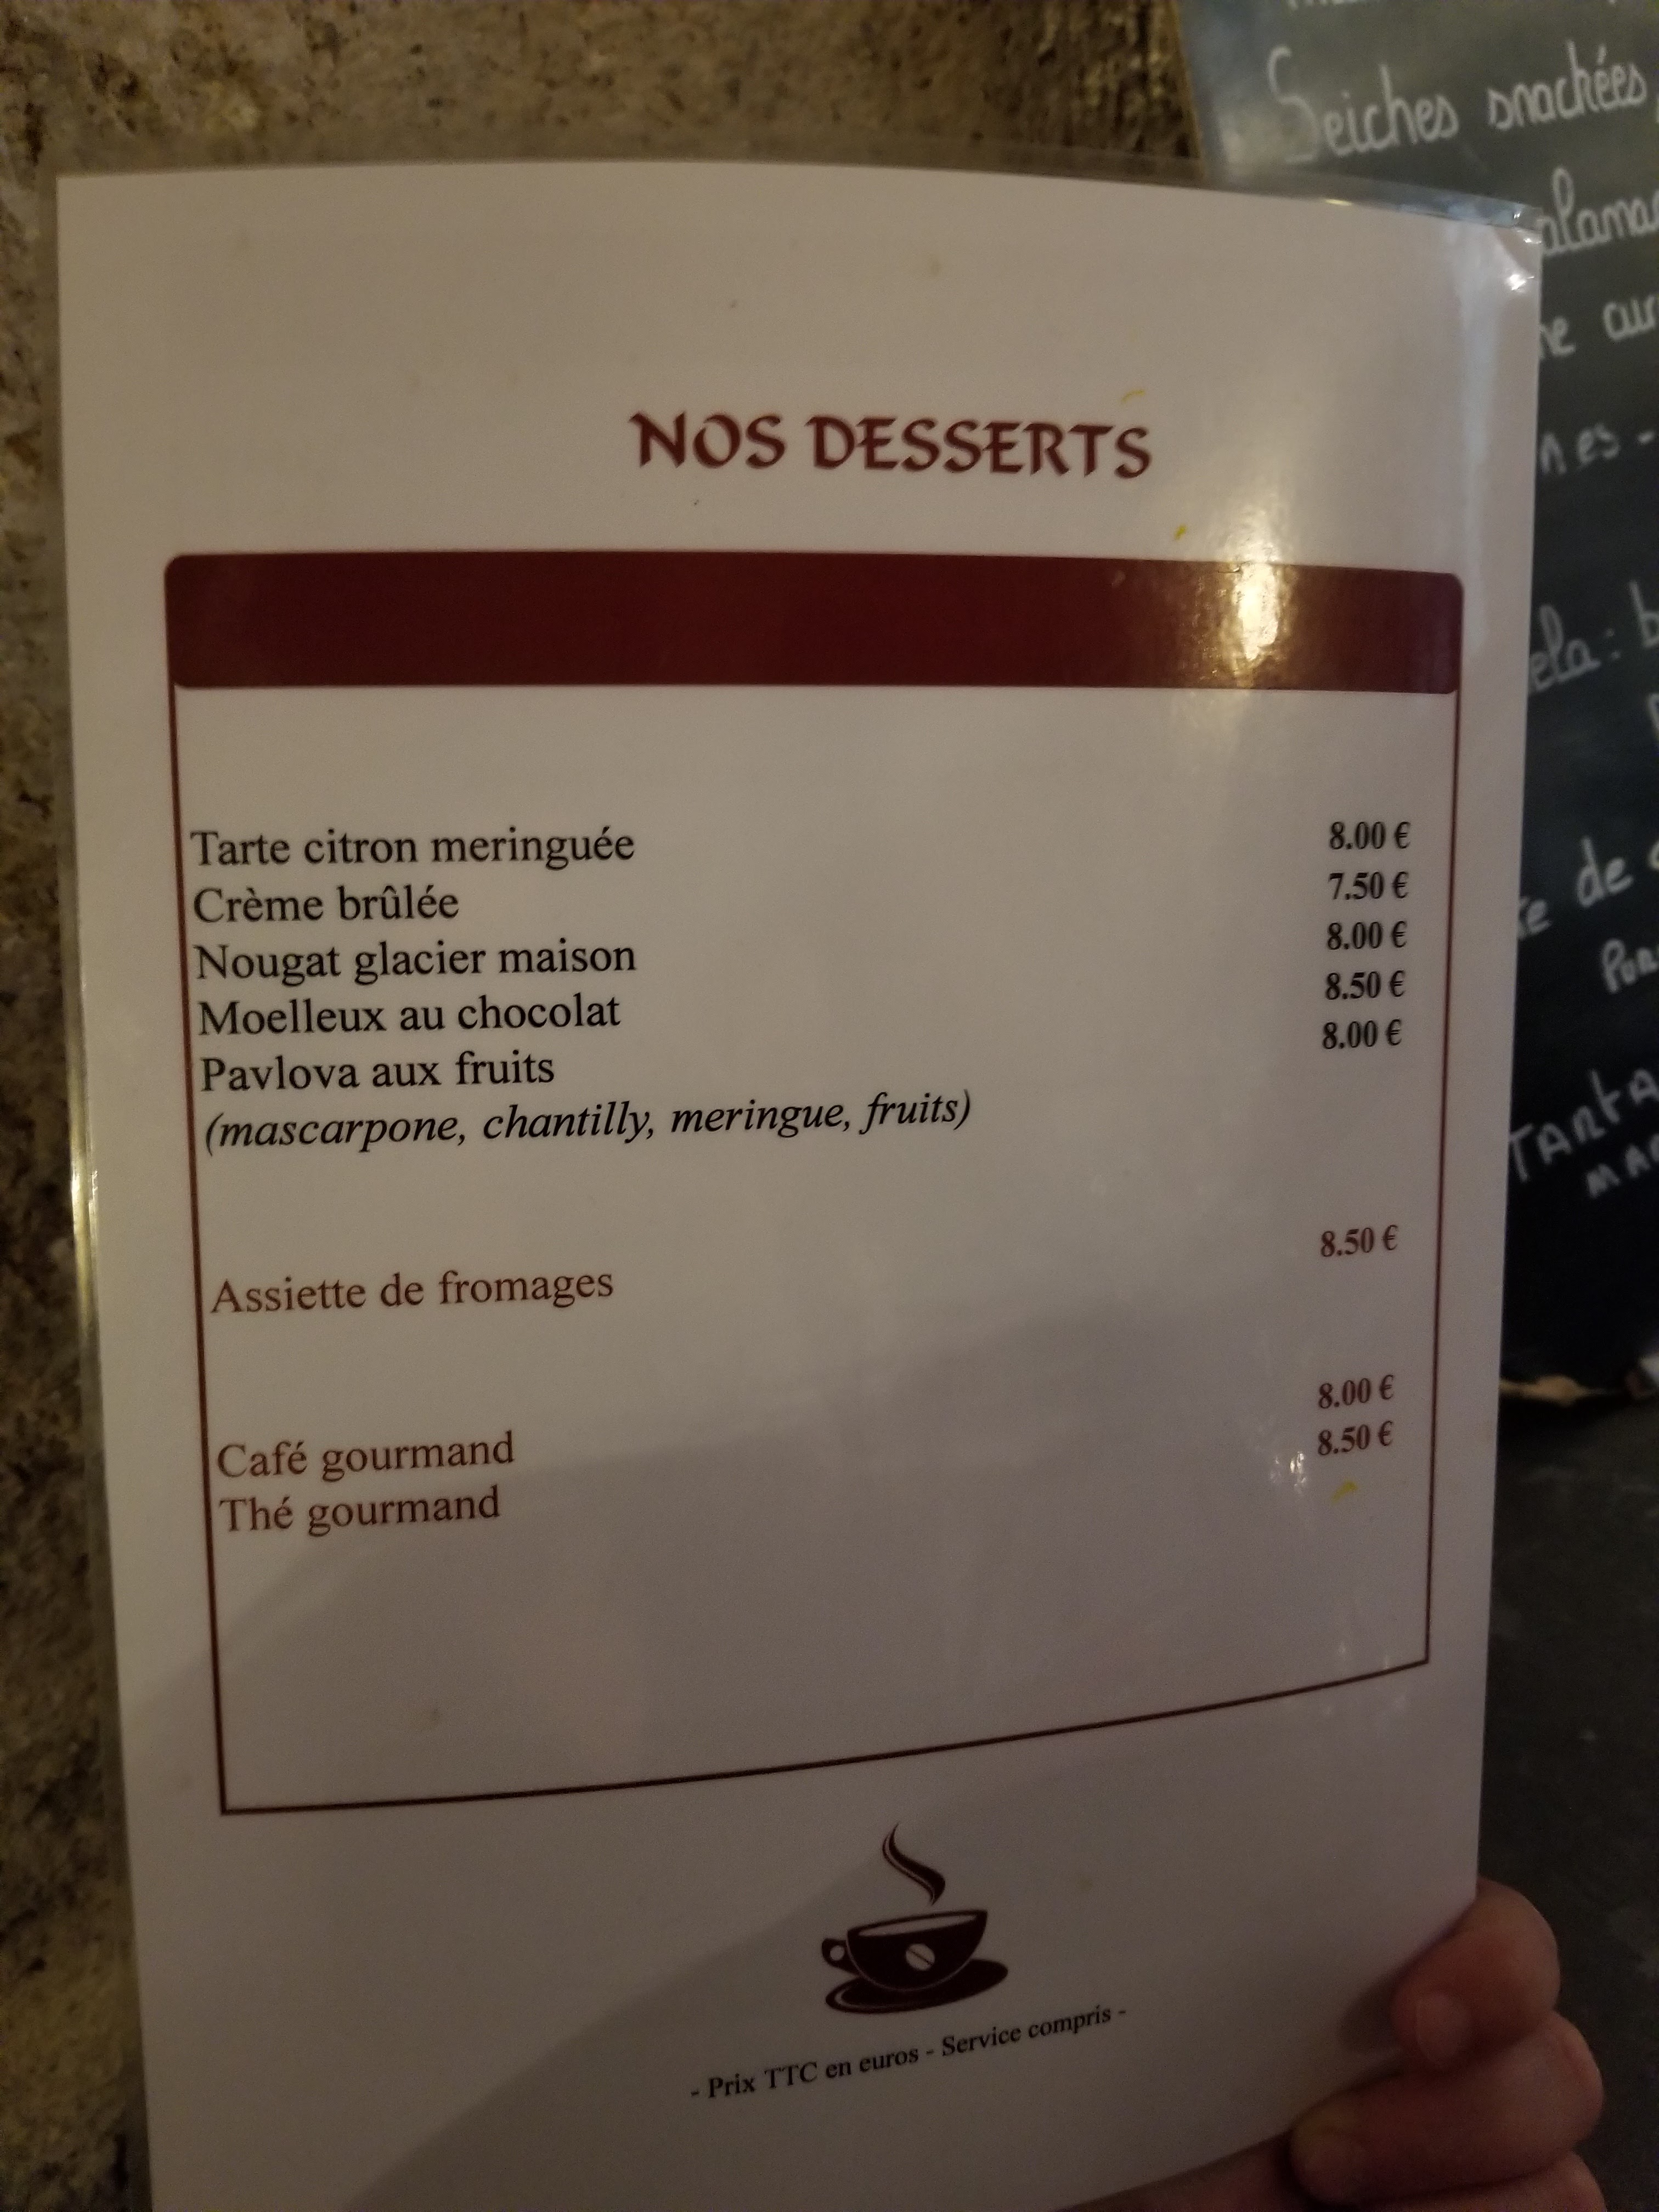 NOS DESSERTS
Tarte citron meringuée 8.00 €
Crème brûlée 7.50 €
Nougat glacier maison 8.00 €
Moelleux au chocolat 8.50 €
Pavlova aux fruits 8.00 €
(mascarpone, chantilly, meringue, fruits)
Assiette de fromages 8.50 €
Café gourmand 8.00 €
Thé gourmand 8.50 €
- Prix TTC en euros - Service compris -
Seiches snackées
de